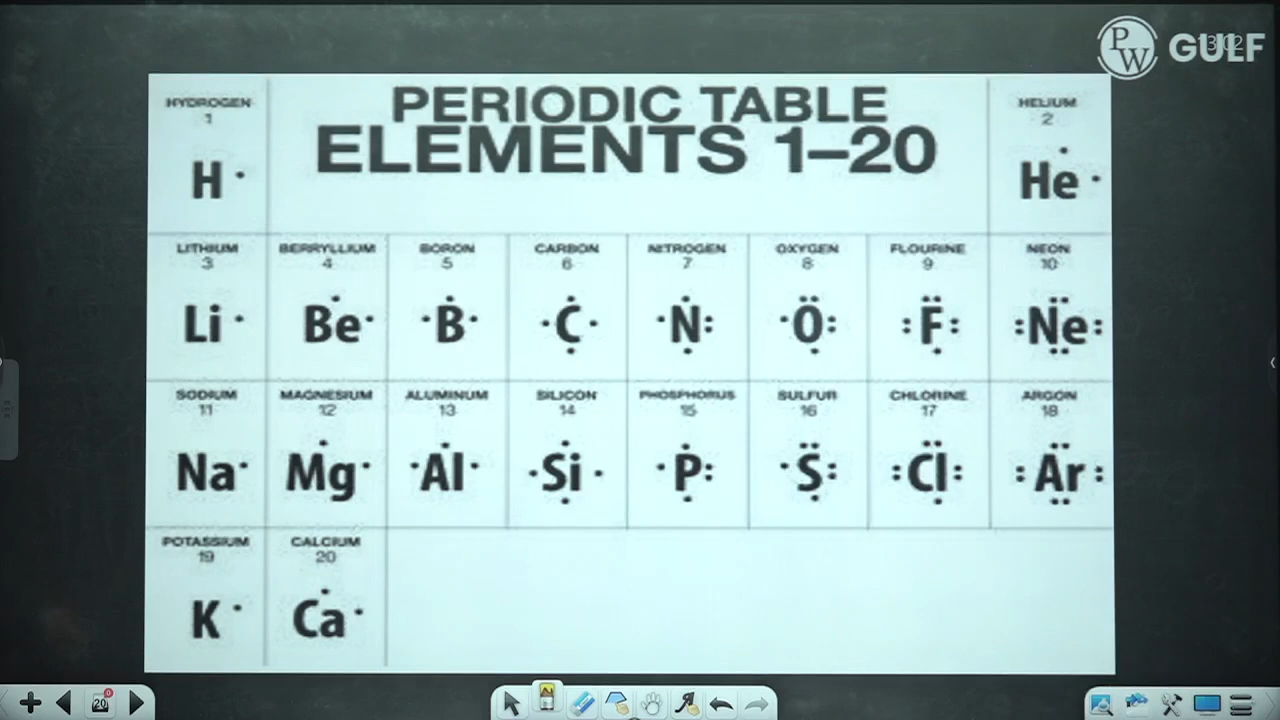 PW GULF
PERIODIC TABLE
ELEMENTS 1–20
HYDROGEN
1
H
HELIUM
2
He
LITHIUM
3
Li
BERRYLLIUM
4
Be
BORON
5
B
CARBON
6
C
NITROGEN
7
N
OXYGEN
8
O
FLOURINE
9
F
NEON
10
Ne
SODIUM
11
Na
MAGNESIUM
12
Mg
ALUMINUM
13
Al
SILICON
14
Si
PHOSPHORUS
15
P
SULFUR
16
S
CHLORINE
17
Cl
ARGON
18
Ar
POTASSIUM
19
K
CALCIUM
20
Ca
20
0